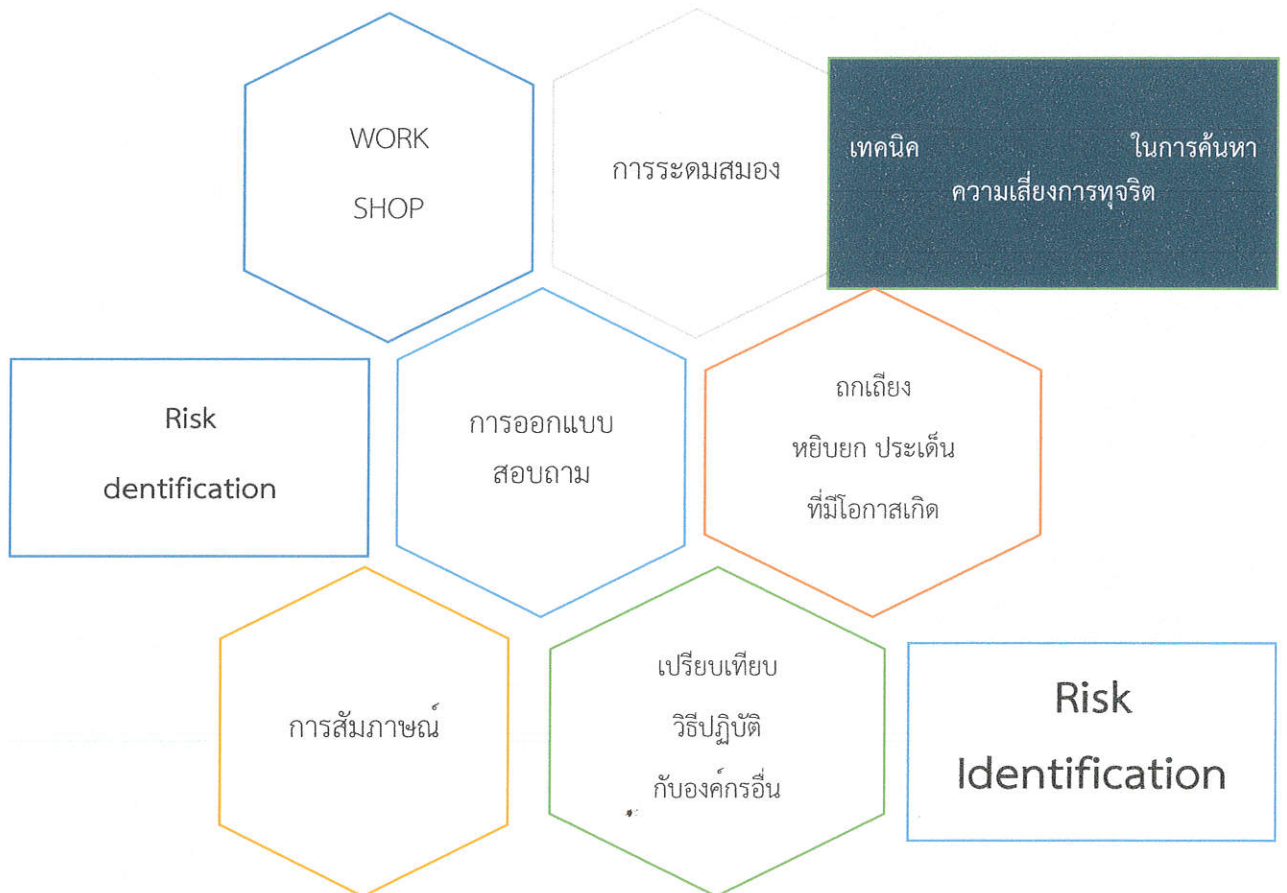 WORK
SHOP
การระดมสมอง
เทคนิค ในการค้นหา
ความเสี่ยงการทุจริต
Risk
dentification
การออกแบบ
สอบถาม
ถกเถียง
หยิบยก ประเด็น
ที่มีโอกาสเกิด
การสัมภาษณ์
เปรียบเทียบ
วิธีปฏิบัติ
กับองค์กรอื่น
Risk
Identification